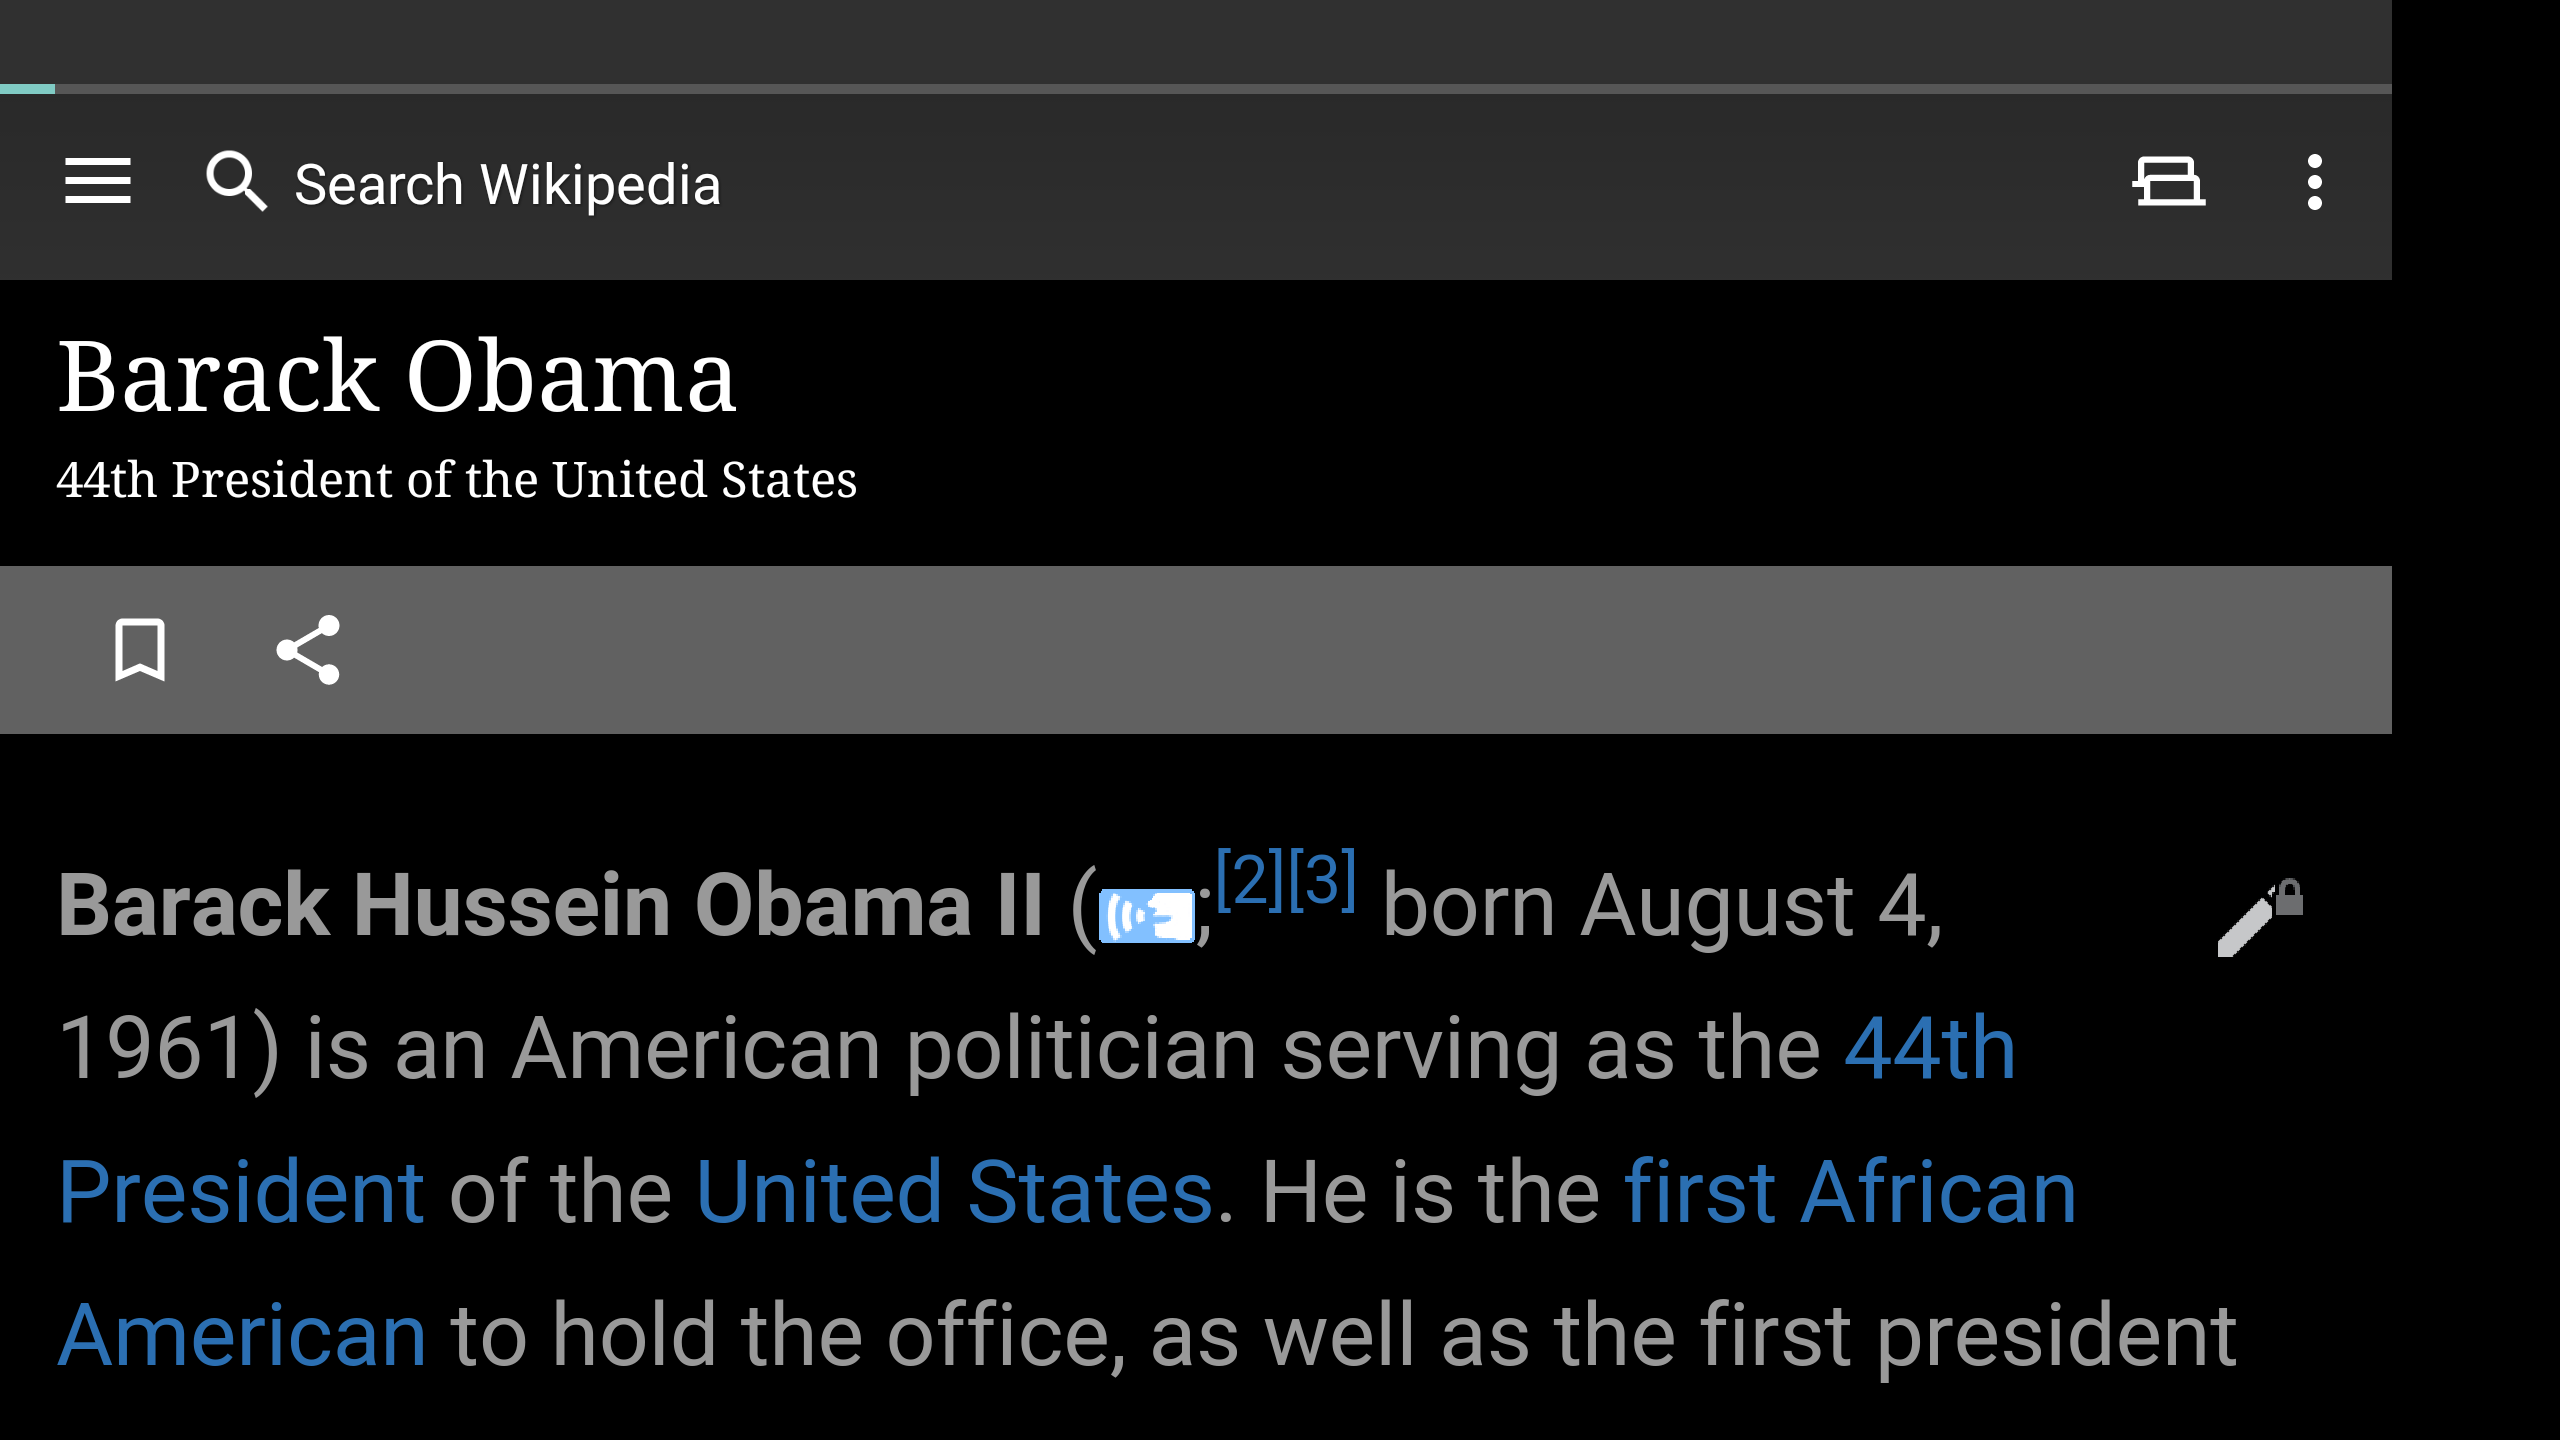 Search Wikipedia
Barack Obama
44th President of the United States
Barack Hussein Obama II (;[2][3] born August 4,
1961) is an American politician serving as the 44th
President of the United States. He is the first African
American to hold the office, as well as the first president